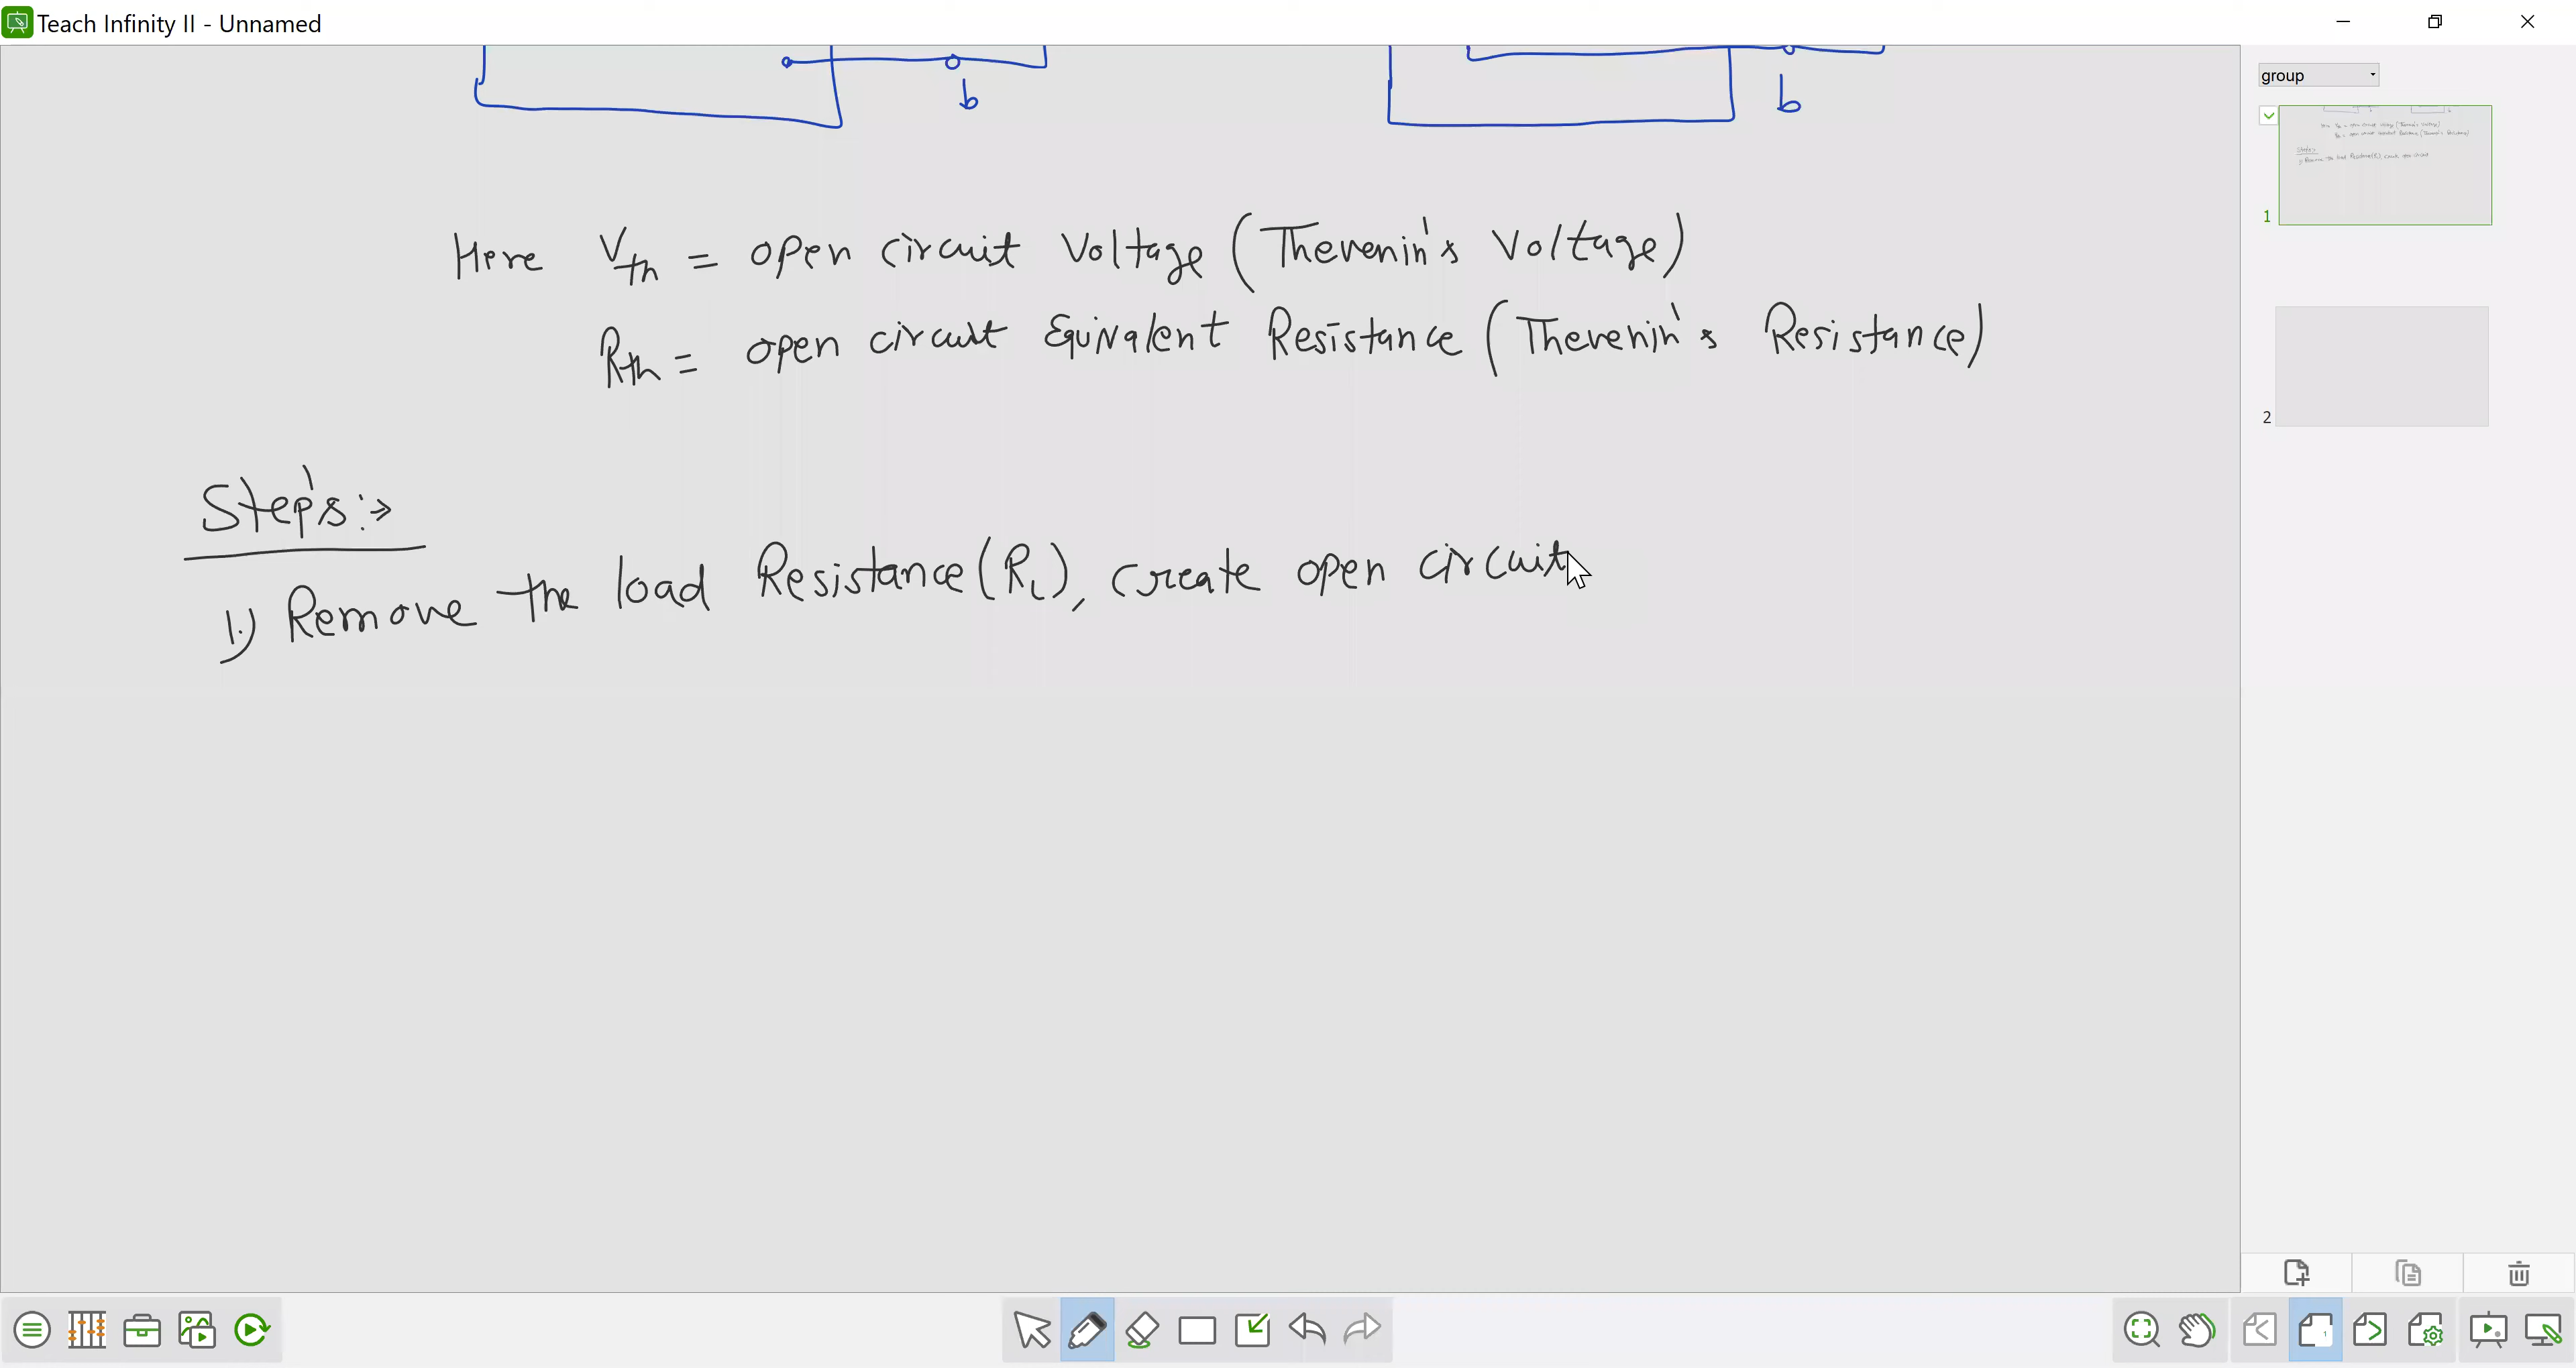 Teach Infinity II - Unnamed
group
b
b
Here Vth = open circuit Voltage (Thevenin's Voltage)
Rth = open circuit Equivalent Resistance (Thevenin's Resistance)
Step's :->
1.) Remove the load Resistance (RL), create open circuit
1
2